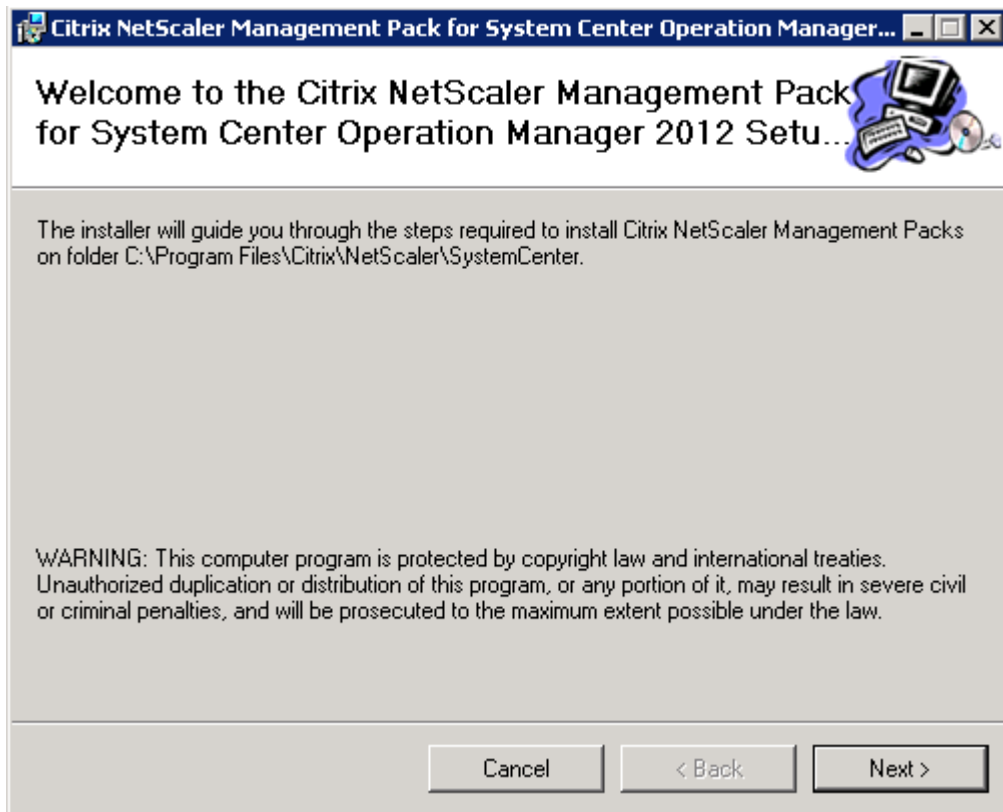 Citrix NetScaler Management Pack for System Center Operation Manager...
Welcome to the Citrix NetScaler Management Pack
for System Center Operation Manager 2012 Setu...
The installer will guide you through the steps required to install Citrix NetScaler Management Packs
on folder C:\Program Files\Citrix\NetScaler\SystemCenter.
WARNING: This computer program is protected by copyright law and international treaties.
Unauthorized duplication or distribution of this program, or any portion of it, may result in severe civil
or criminal penalties, and will be prosecuted to the maximum extent possible under the law.
Cancel
< Back
Next >